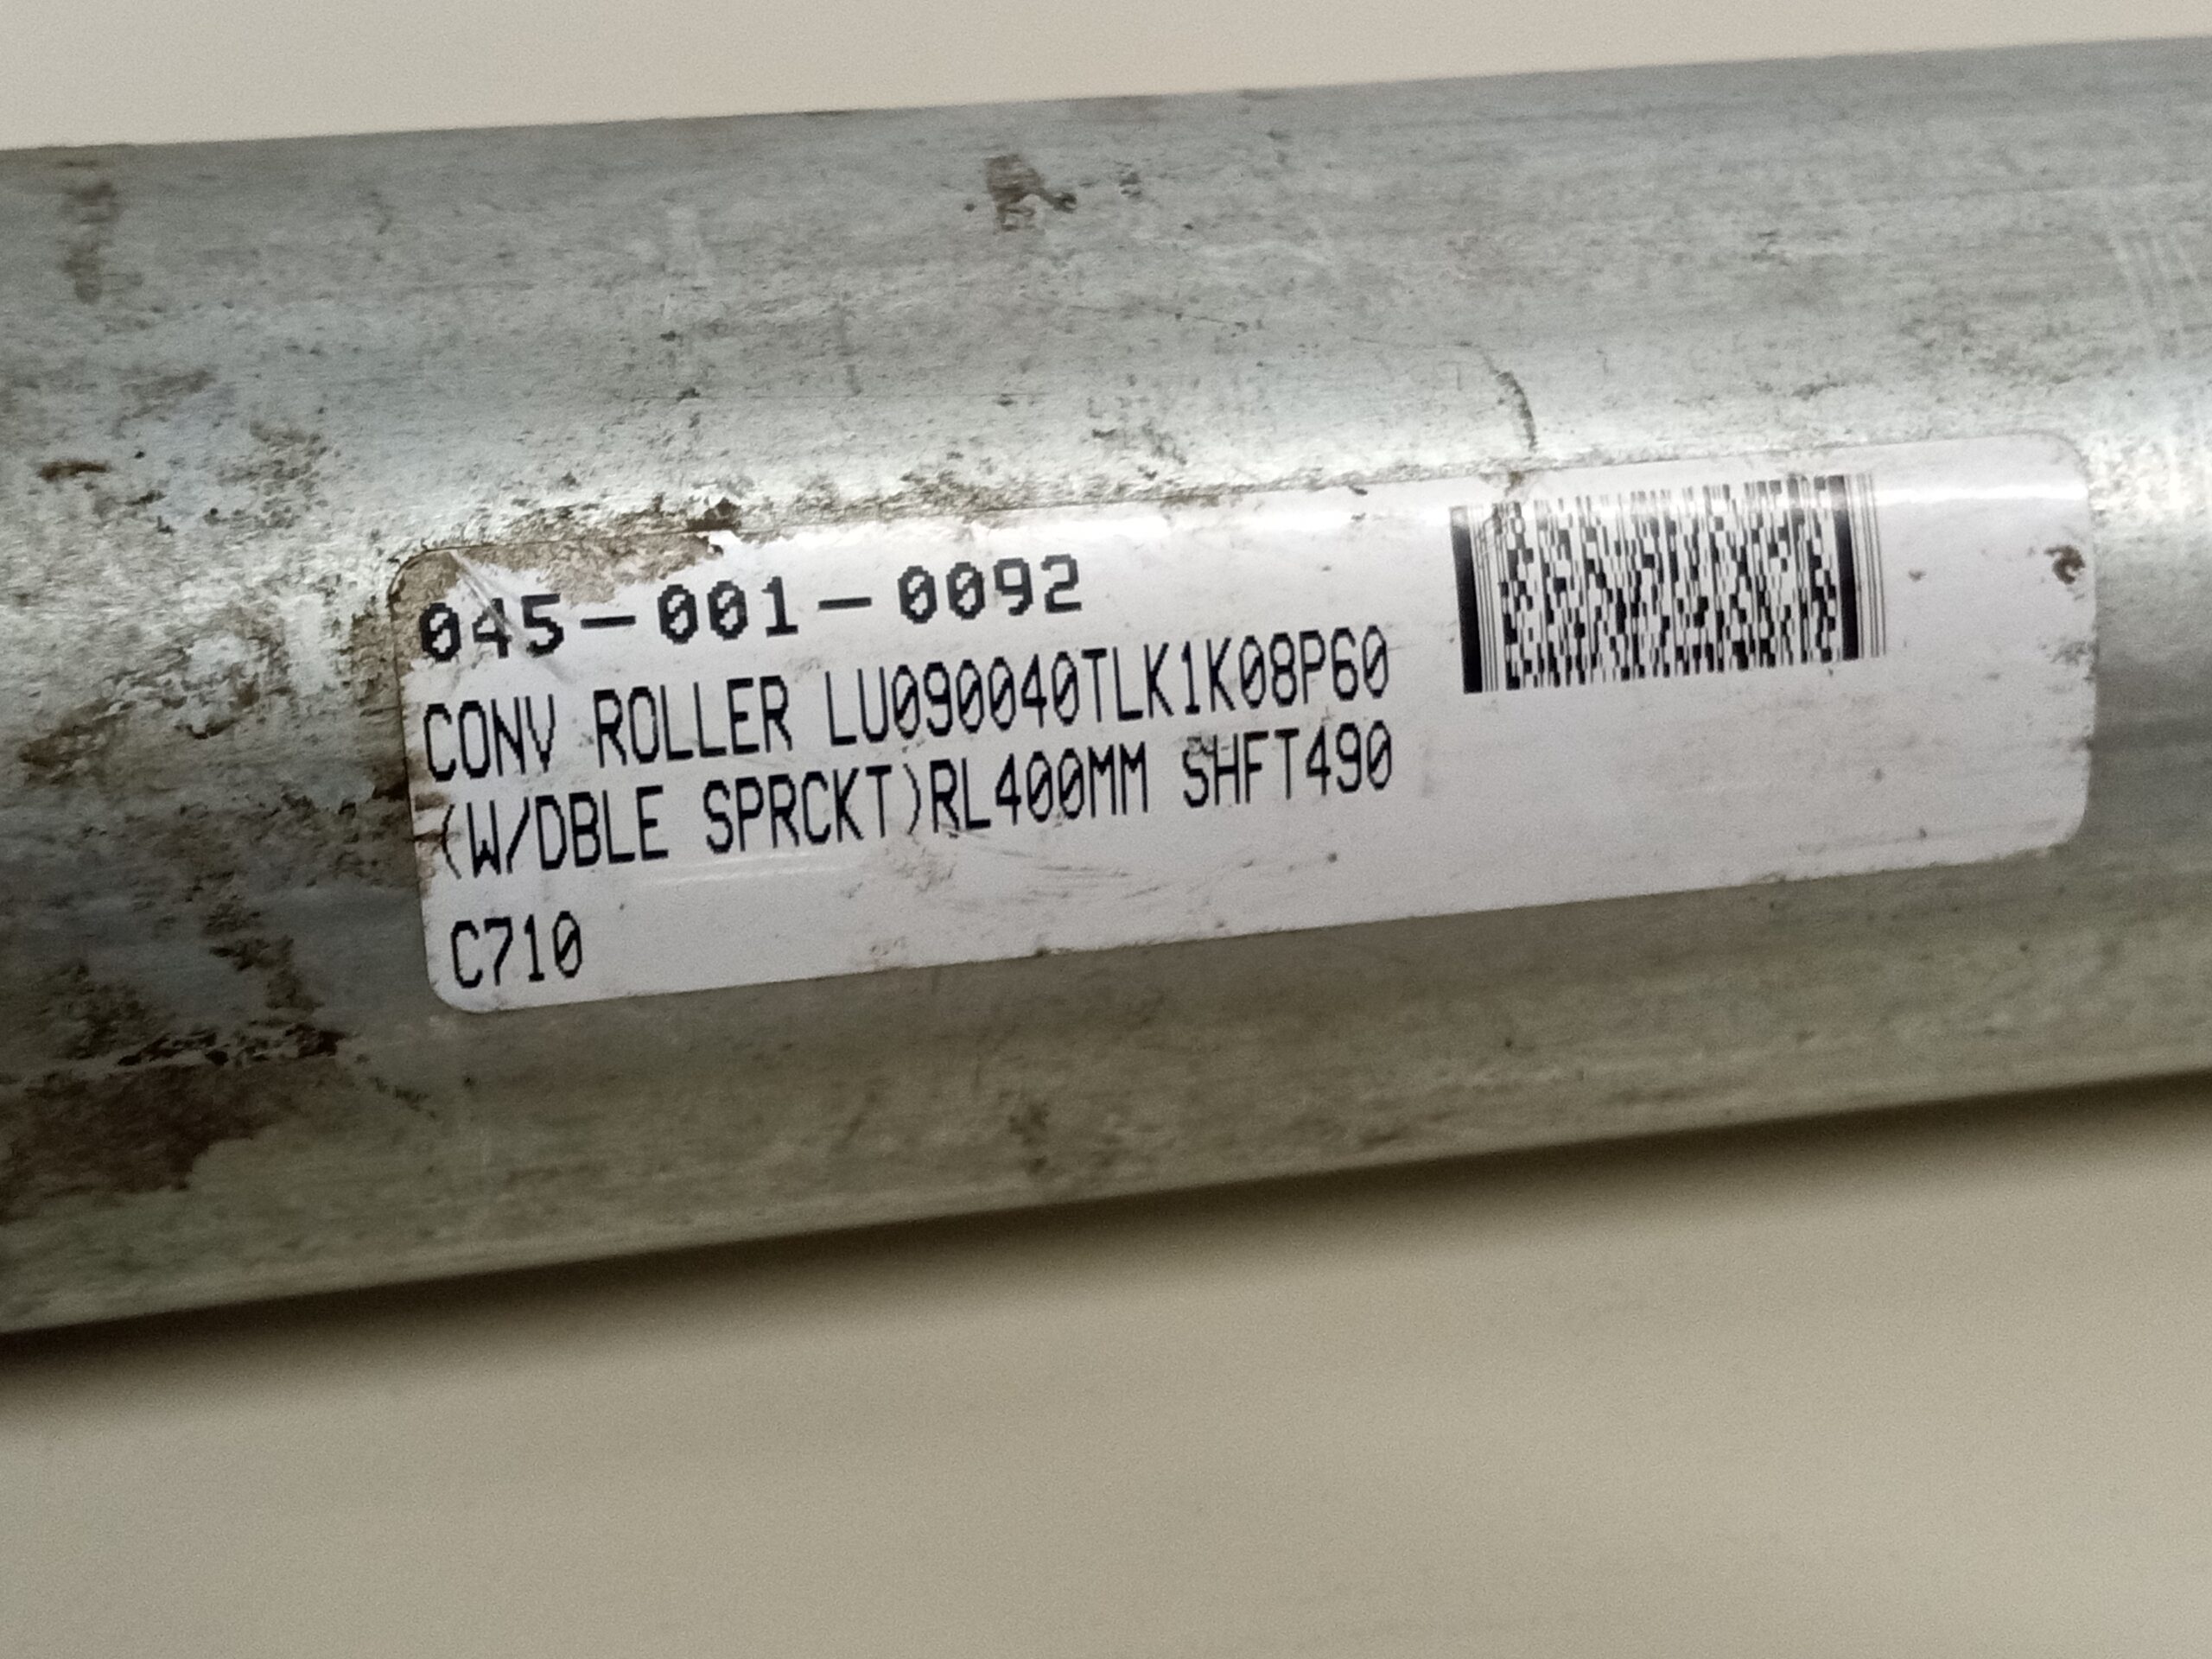 045-001-0092
CONV ROLLER LU090040TLK1K08P60
(W/DBLE SPRCKT)RL400MM SHFT490
C710